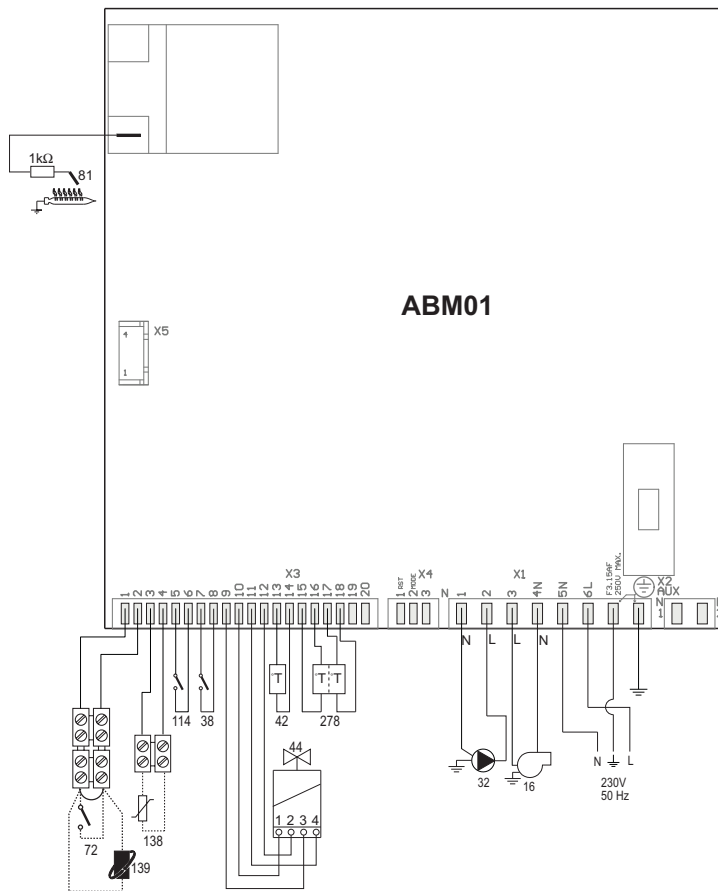 1kΩ
81
ABM01
4
X5
1
F3.15AF
250V MAX.
X3
1 2 3 4 5 6 7 8 9 10 11 12 13 14 15 16 17 18 19 20
X4
1 RST
2 MODE
3
X1
N 1 2 3 4N 5N 6L
X2
AUX
N
1
N L L N
114
38
T
42
T T
278
44
1 2 3 4
32
16
N L
230V
50 Hz
72
138
139